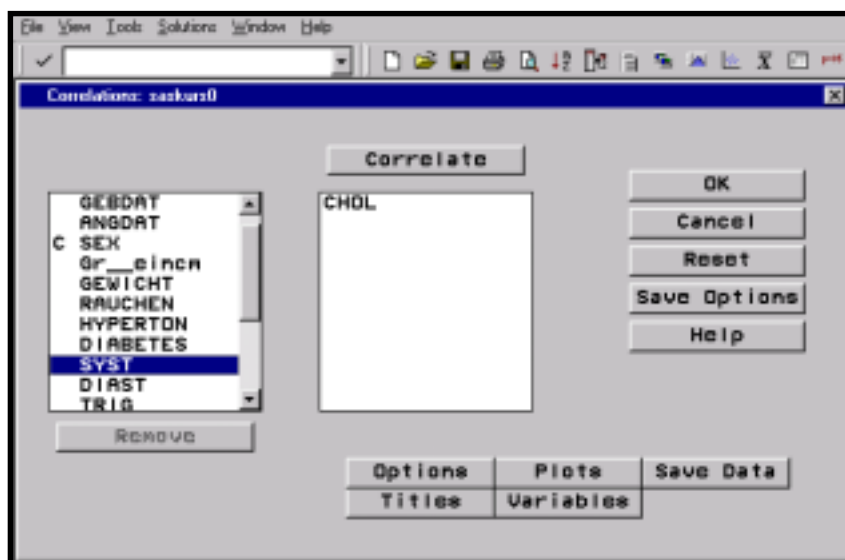 File View Tools Solutions Window Help
Correlations: saskurs0
Correlate
GEBDAT
ANGDAT
C SEX
Gr__eincm
GEWICHT
RAUCHEN
HYPERTON
DIABETES
SYST
DIAST
TRIG
Remove
CHOL
OK
Cancel
Reset
Save Options
Help
Options Plots Save Data
Titles Variables